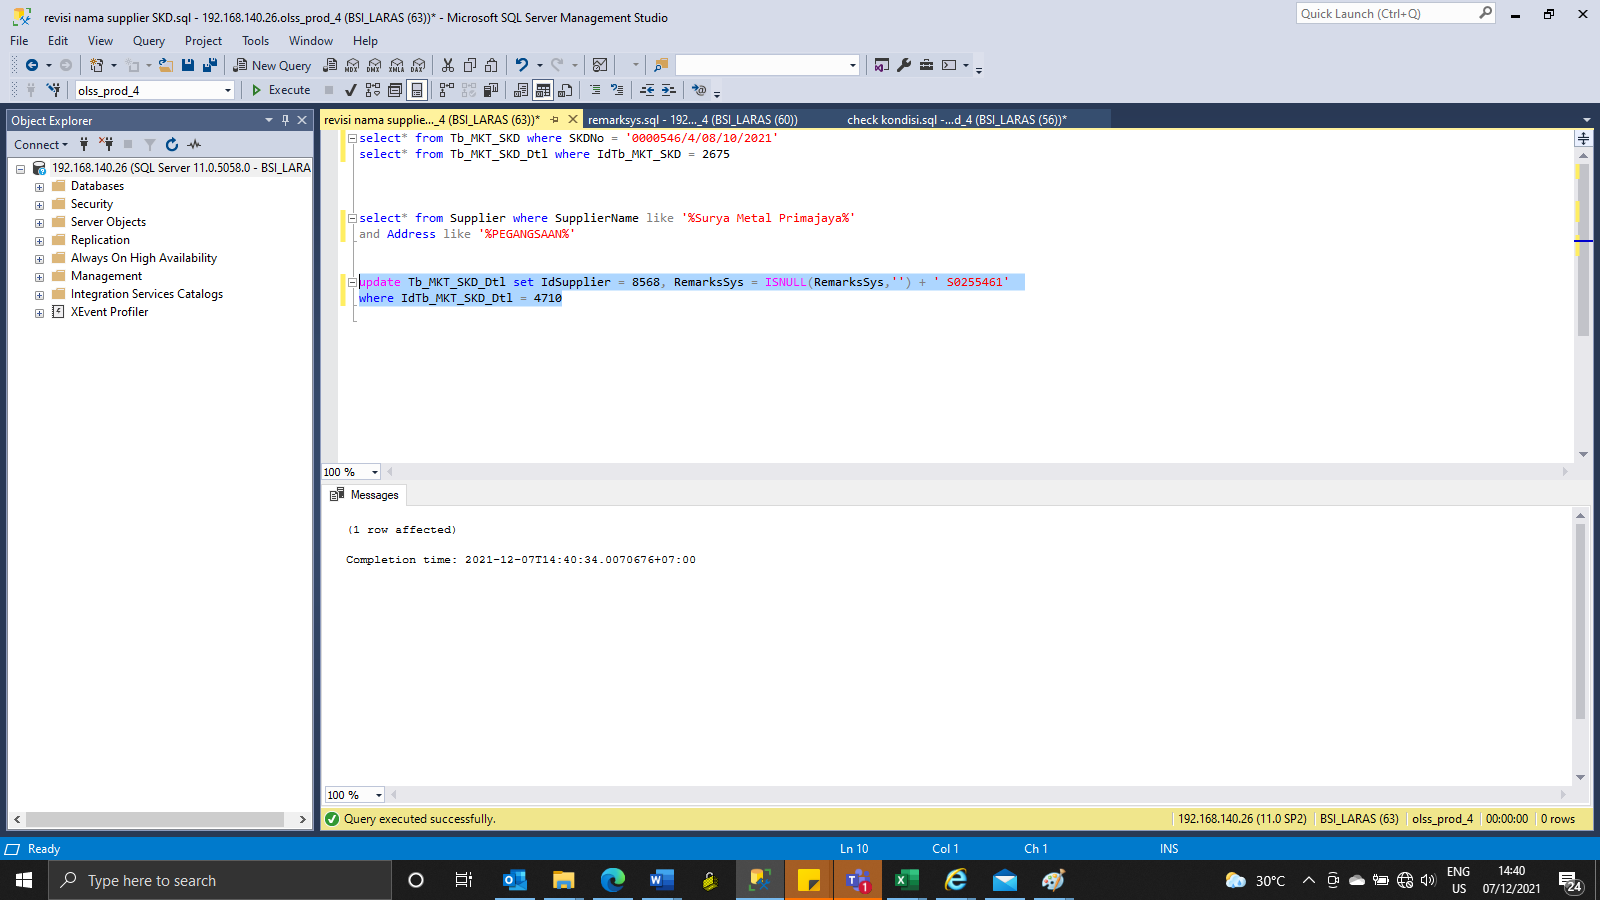 revisi nama supplier SKD.sql - 192.168.140.26.olss_prod_4 (BSI_LARAS (63))* - Microsoft SQL Server Management Studio
Quick Launch (Ctrl+Q)
File Edit View Query Project Tools Window Help
New Query
MDX DMX XMLA DAX
olss_prod_4
Execute
Object Explorer
revisi nama supplie..._4 (BSI_LARAS (63))*
remarksys.sql - 192..._4 (BSI_LARAS (60))
check kondisi.sql -...d_4 (BSI_LARAS (56))*
Connect
192.168.140.26 (SQL Server 11.0.5058.0 - BSI_LARA
Databases
Security
Server Objects
Replication
Always On High Availability
Management
Integration Services Catalogs
XEvent Profiler
select* from Tb_MKT_SKD where SKDNo = '0000546/4/08/10/2021'
select* from Tb_MKT_SKD_Dtl where IdTb_MKT_SKD = 2675
select* from Supplier where SupplierName like '%Surya Metal Primajaya%'
and Address like '%PEGANGSAAN%'
update Tb_MKT_SKD_Dtl set IdSupplier = 8568, RemarksSys = ISNULL(RemarksSys,'') + ' S0255461'
where IdTb_MKT_SKD_Dtl = 4710
100 %
Messages
(1 row affected)
Completion time: 2021-12-07T14:40:34.0070676+07:00
100 %
Query executed successfully.
192.168.140.26 (11.0 SP2) BSI_LARAS (63) olss_prod_4 00:00:00 0 rows
Ready
Ln 10 Col 1 Ch 1 INS
Type here to search
1
30°C
ENG
US
14:40
07/12/2021
24